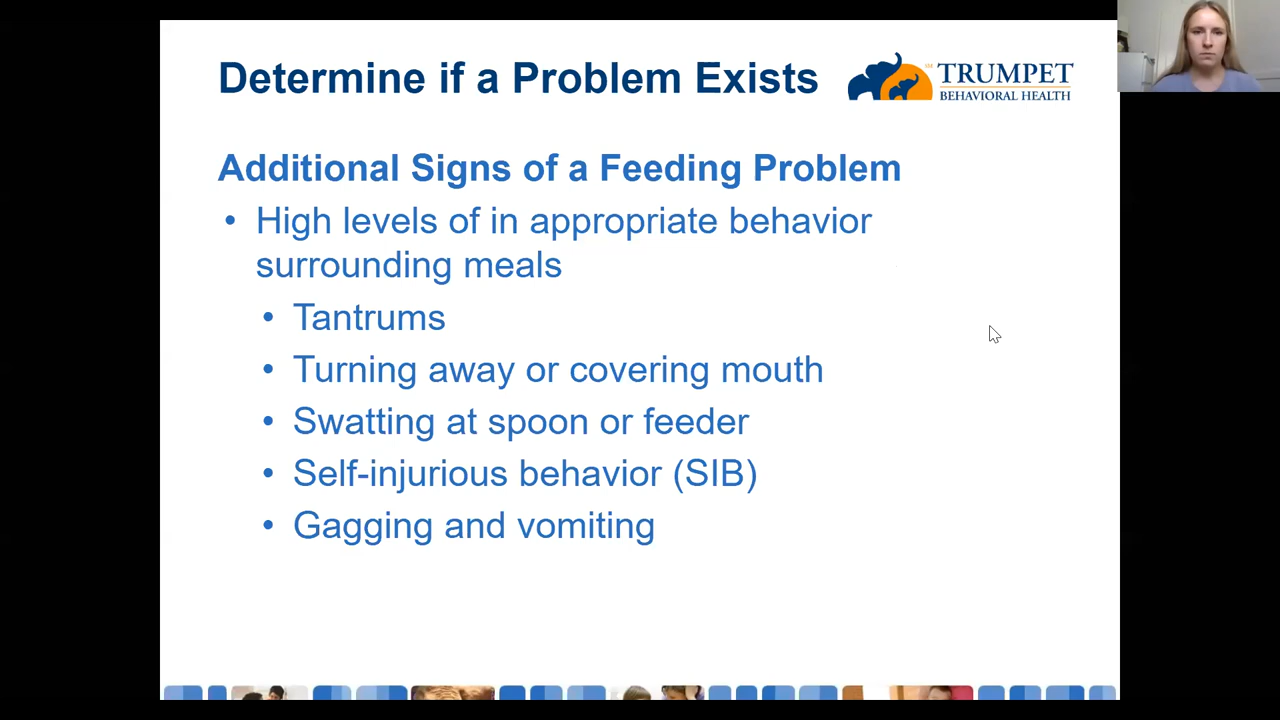 Determine if a Problem Exists
TRUMPET
BEHAVIORAL HEALTH
Additional Signs of a Feeding Problem
• High levels of in appropriate behavior
surrounding meals
• Tantrums
• Turning away or covering mouth
• Swatting at spoon or feeder
• Self-injurious behavior (SIB)
• Gagging and vomiting